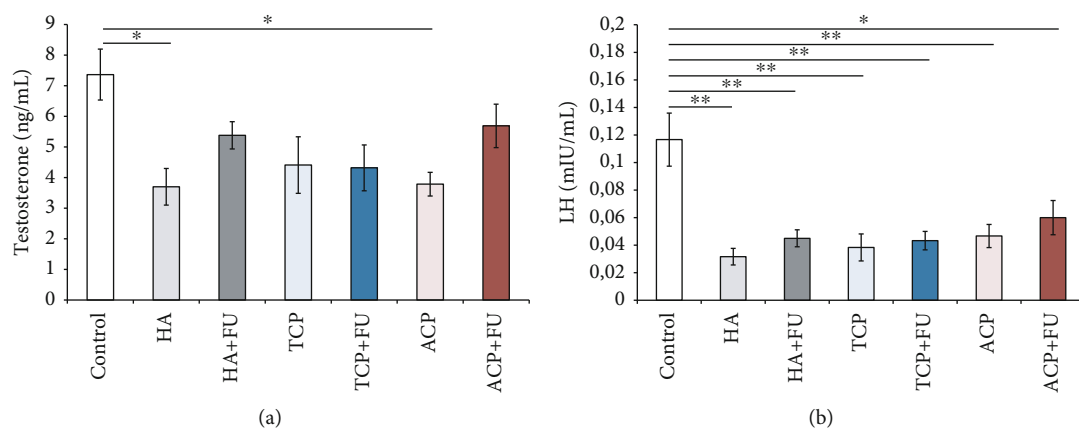 9
8
7
6
5
4
3
2
1
0
Testosterone (ng/mL)
*
*
Control
HA
HA+FU
TCP
TCP+FU
ACP
ACP+FU
(a)
0,2
0,18
0,16
0,14
0,12
0,1
0,08
0,06
0,04
0,02
0
LH (mIU/mL)
*
**
**
**
**
**
Control
HA
HA+FU
TCP
TCP+FU
ACP
ACP+FU
(b)